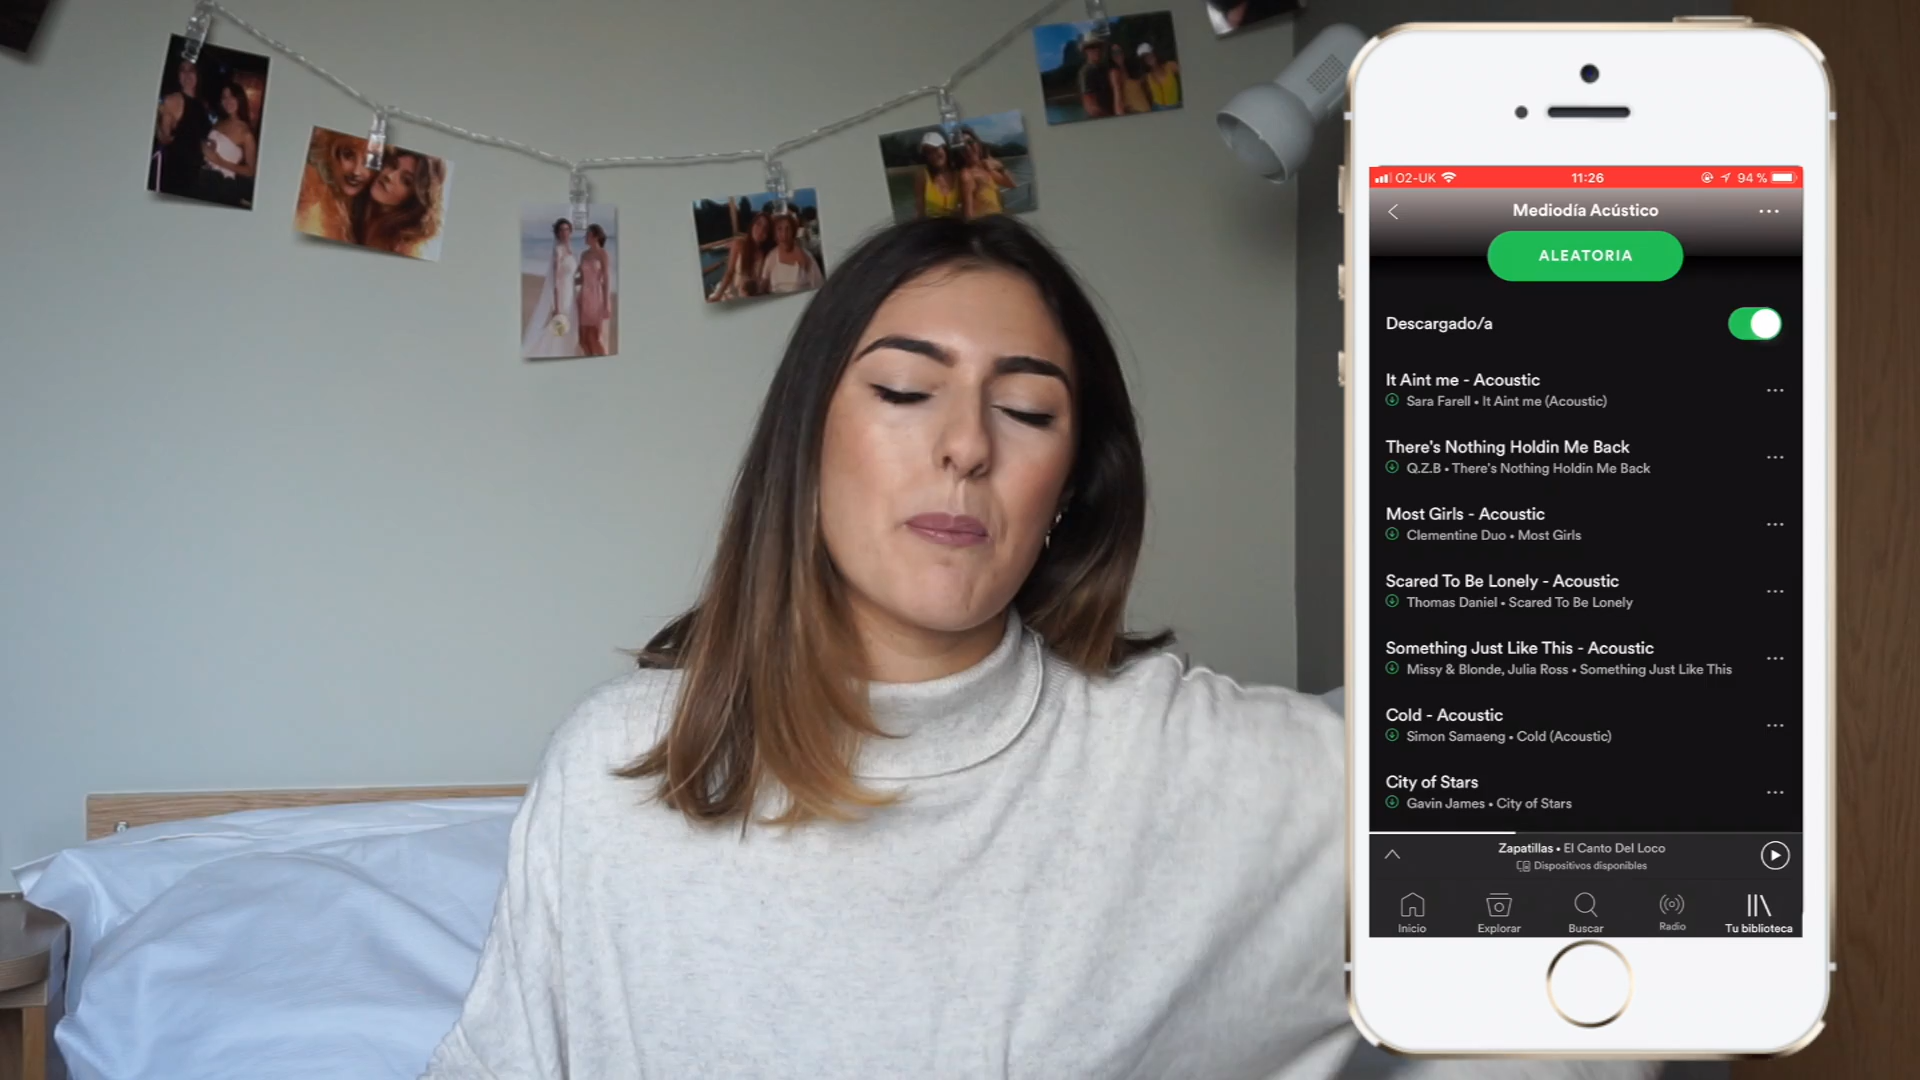 O2-UK 11:26 94 %
Mediodía Acústico
ALEATORIA
Descargado/a
It Aint me - Acoustic
Sara Farell • It Aint me (Acoustic)
There's Nothing Holdin Me Back
Q.Z.B • There's Nothing Holdin Me Back
Most Girls - Acoustic
Clementine Duo • Most Girls
Scared To Be Lonely - Acoustic
Thomas Daniel • Scared To Be Lonely
Something Just Like This - Acoustic
Missy & Blonde, Julia Ross • Something Just Like This
Cold - Acoustic
Simon Samaeng • Cold (Acoustic)
City of Stars
Gavin James • City of Stars
Zapatillas • El Canto Del Loco
Dispositivos disponibles
Inicio Explorar Buscar Radio Tu biblioteca